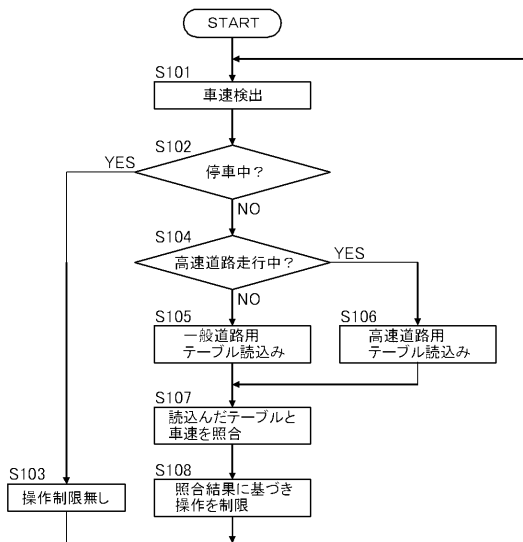 START
S101
車速検出
S102
YES
停車中？
NO
S104
YES
高速道路走行中？
NO
S105
一般道路用
テーブル読込み
S106
高速道路用
テーブル読込み
S107
読込んだテーブルと
車速を照合
S103
操作制限無し
S108
照合結果に基づき
操作を制限